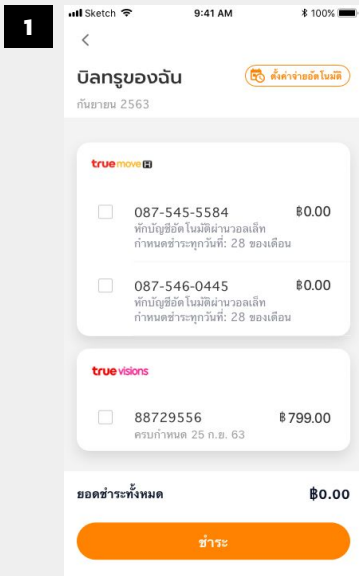 1
Sketch 9:41 AM 100%
บิลทรูของฉัน
ตั้งค่าจ่ายอัตโนมัติ
กันยายน 2563
truemove H
087-545-5584 ฿0.00
หักบัญชีอัตโนมัติผ่านวอลเล็ท
กำหนดชำระทุกวันที่: 28 ของเดือน
087-546-0445 ฿0.00
หักบัญชีอัตโนมัติผ่านวอลเล็ท
กำหนดชำระทุกวันที่: 28 ของเดือน
truevisions
88729556 ฿799.00
ครบกำหนด 25 ก.ย. 63
ยอดชำระทั้งหมด ฿0.00
ชำระ